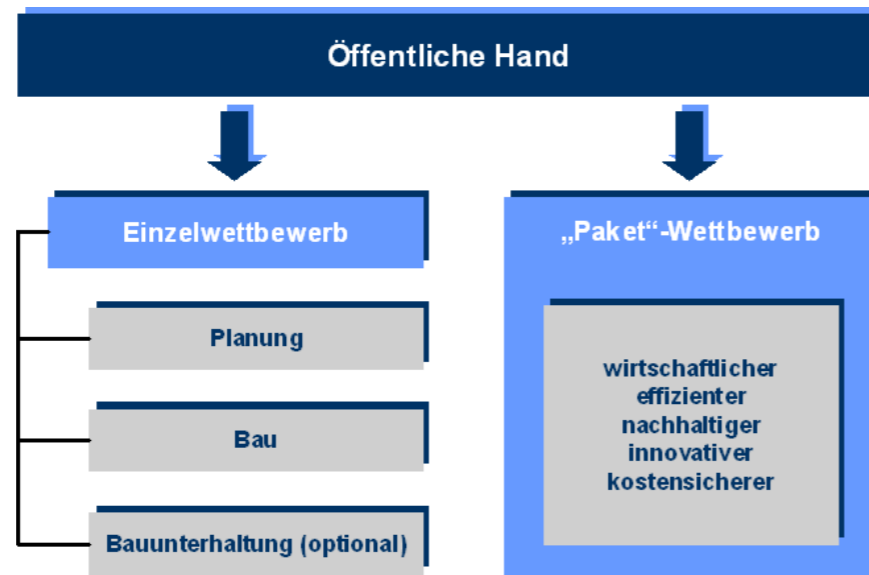 Öffentliche Hand
Einzelwettbewerb
Planung
Bau
Bauunterhaltung (optional)
„Paket“-Wettbewerb
wirtschaftlicher
effizienter
nachhaltiger
innovativer
kostensicherer